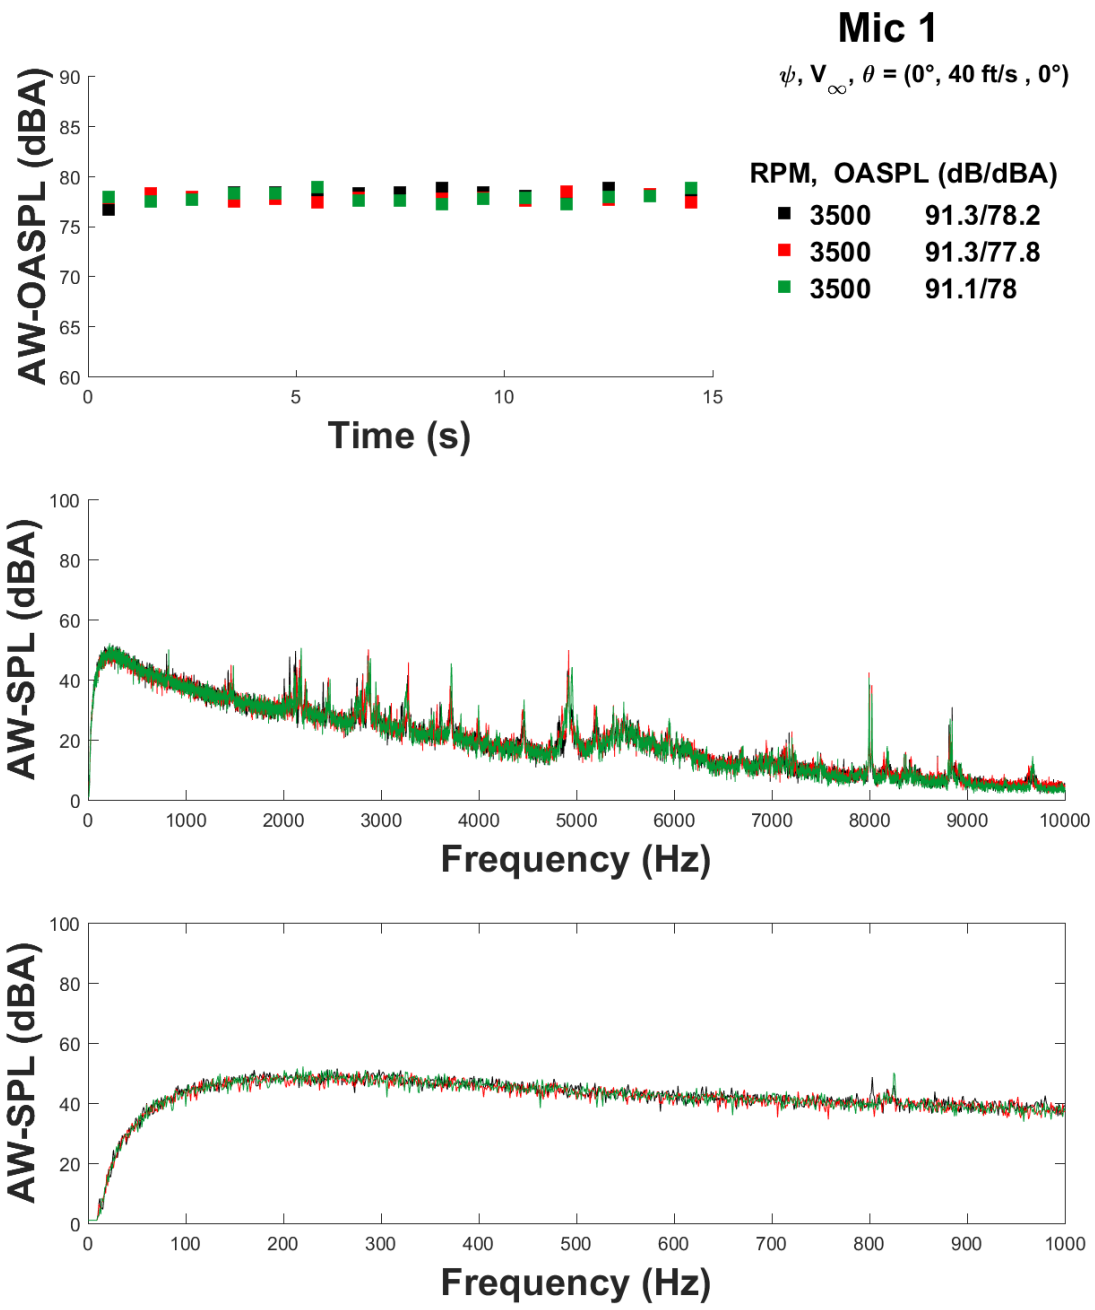 Mic 1
ψ, V∞, θ = (0°, 40 ft/s , 0°)
RPM, OASPL (dB/dBA)
3500 91.3/78.2
3500 91.3/77.8
3500 91.1/78
AW-OASPL (dBA)
90
85
80
75
70
65
60
0 5 10 15
Time (s)
AW-SPL (dBA)
100
80
60
40
20
0
0 1000 2000 3000 4000 5000 6000 7000 8000 9000 10000
Frequency (Hz)
AW-SPL (dBA)
100
80
60
40
20
0
0 100 200 300 400 500 600 700 800 900 1000
Frequency (Hz)